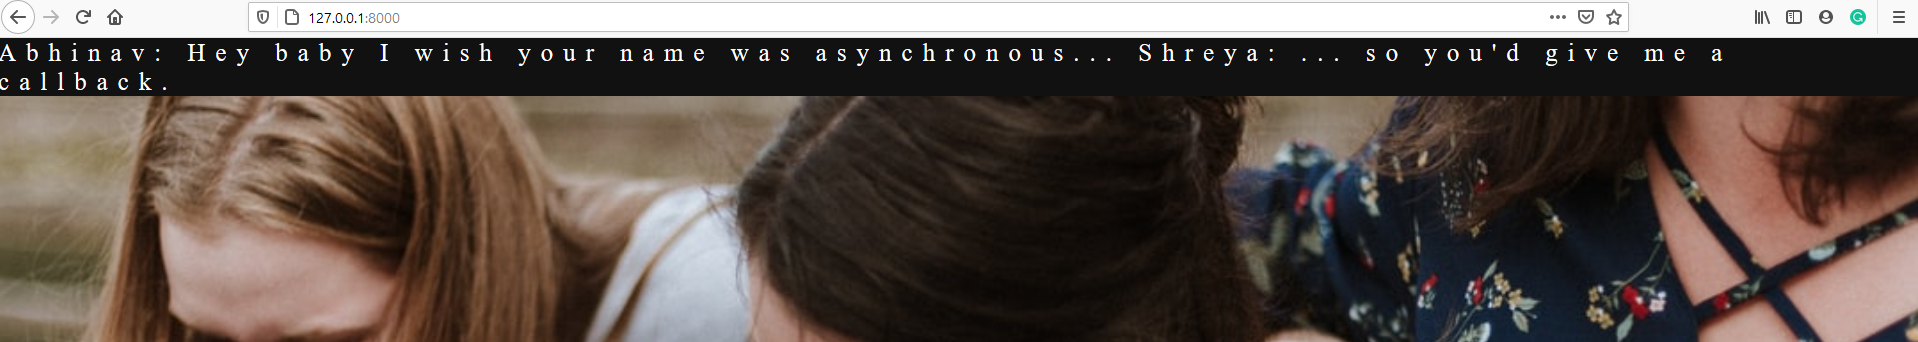 127.0.0.1:8000
Abhinav: Hey baby I wish your name was asynchronous... Shreya: ... so you'd give me a
callback.